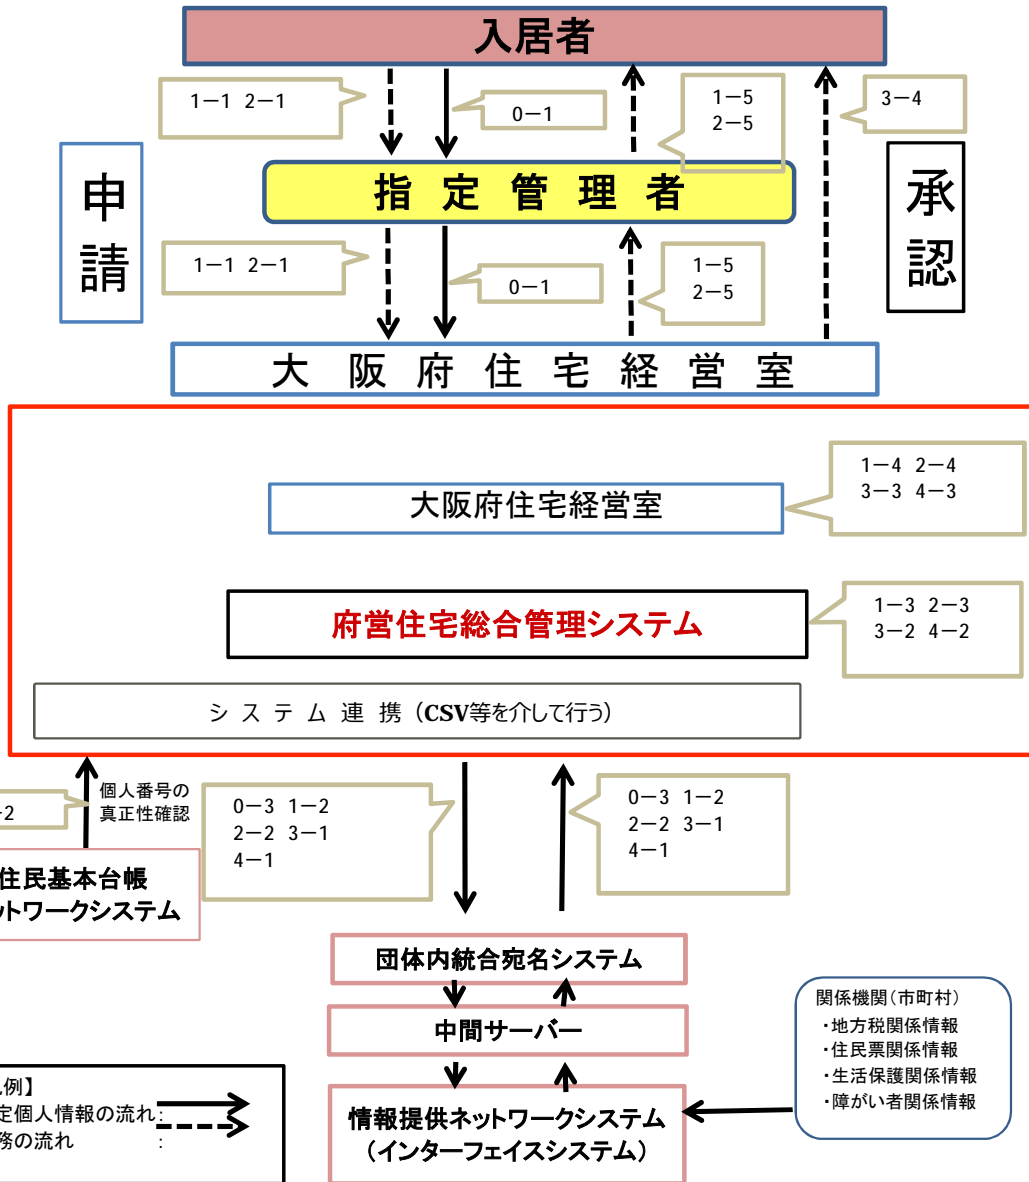 入居者
1－1 2－1
0－1
1－5
2－5
3－4
申請
指定管理者
承認
1－1 2－1
0－1
1－5
2－5
大阪府住宅経営室
大阪府住宅経営室
1－4 2－4
3－3 4－3
府営住宅総合管理システム
1－3 2－3
3－2 4－2
システム連携（CSV等を介して行う）
－2
個人番号の
真正性確認
0－3 1－2
2－2 3－1
4－1
0－3 1－2
2－2 3－1
4－1
住民基本台帳
ットワークシステム
団体内統合宛名システム
中間サーバー
情報提供ネットワークシステム
（インターフェイスシステム）
関係機関（市町村）
・地方税関係情報
・住民票関係情報
・生活保護関係情報
・障がい者関係情報
例】
定個人情報の流れ：
務の流れ ：